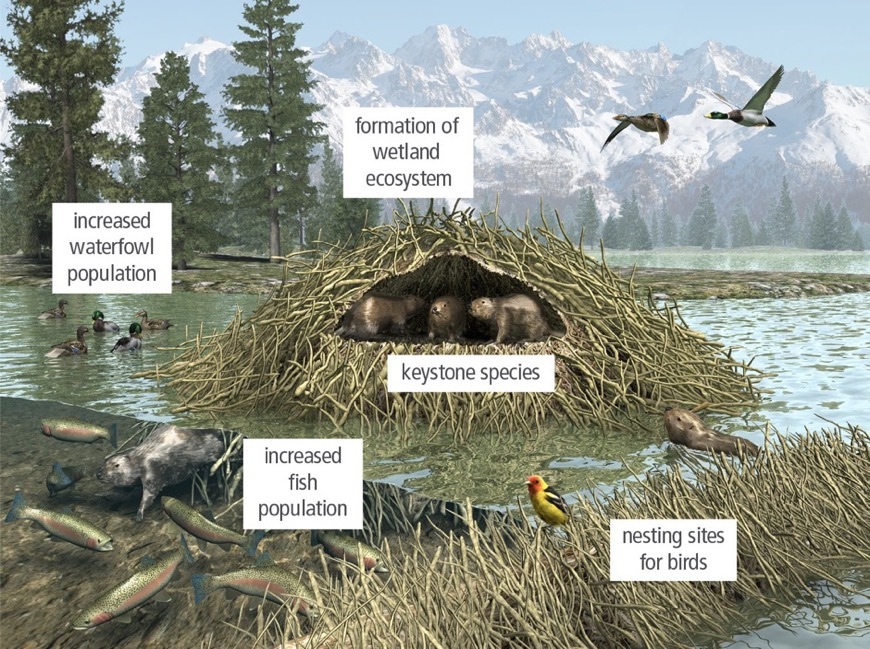 formation of
wetland
ecosystem
increased
waterfowl
population
keystone species
increased
fish
population
nesting sites
for birds